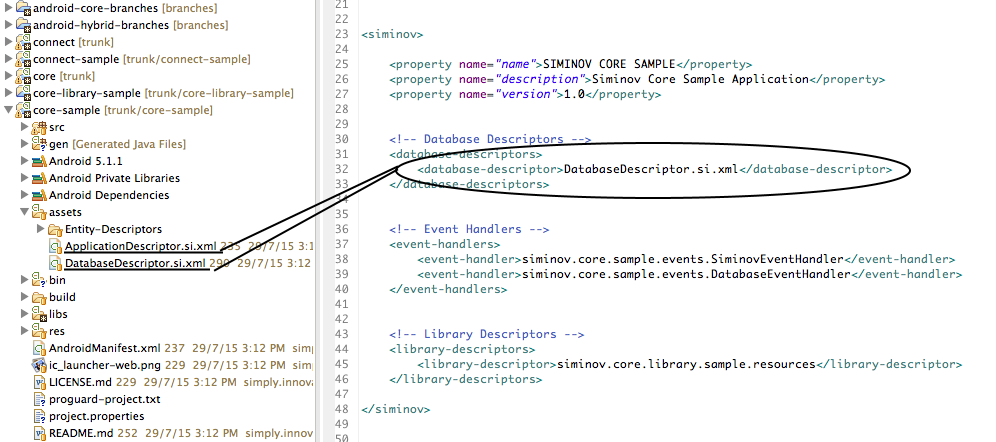 android-core-branches [branches]
android-hybrid-branches [branches]
connect [trunk]
connect-sample [trunk/connect-sample]
core [trunk]
core-library-sample [trunk/core-library-sample]
core-sample [trunk/core-sample]
src
gen [Generated Java Files]
Android 5.1.1
Android Private Libraries
Android Dependencies
assets
Entity-Descriptors
ApplicationDescriptor.si.xml 235 29/7/15 3:1
DatabaseDescriptor.si.xml 29/7/15 3:12
bin
build
libs
res
AndroidManifest.xml 237 29/7/15 3:12 PM simp
ic_launcher-web.png 229 29/7/15 3:12 PM
LICENSE.md 229 29/7/15 3:12 PM simply.innova
proguard-project.txt
project.properties
README.md 252 29/7/15 3:12 PM simply.innov
21
22
23 <siminov>
24
25 <property name="name">SIMINOV CORE SAMPLE</property>
26 <property name="description">Siminov Core Sample Application</property>
27 <property name="version">1.0</property>
28
29
30 <!-- Database Descriptors -->
31 <database-descriptors>
32 <database-descriptor>DatabaseDescriptor.si.xml</database-descriptor>
33 </database-descriptors>
34
35
36 <!-- Event Handlers -->
37 <event-handlers>
38 <event-handler>siminov.core.sample.events.SiminovEventHandler</event-handler>
39 <event-handler>siminov.core.sample.events.DatabaseEventHandler</event-handler>
40 </event-handlers>
41
42
43 <!-- Library Descriptors -->
44 <library-descriptors>
45 <library-descriptor>siminov.core.library.sample.resources</library-descriptor>
46 </library-descriptors>
47
48 </siminov>
49
50